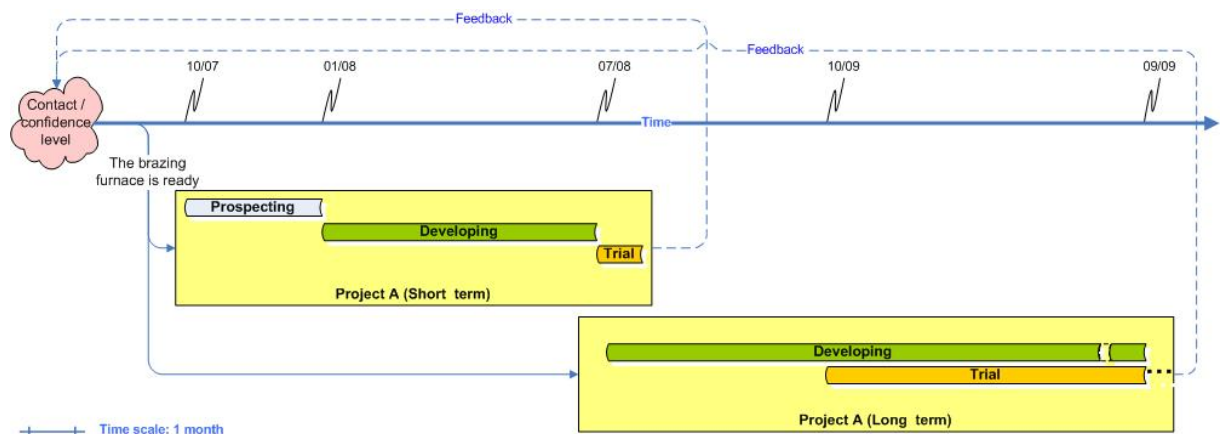 Feedback
Feedback
10/07
01/08
07/08
10/09
09/09
Contact /
confidence
level
Time
The brazing
furnace is ready
Prospecting
Developing
Trial
Project A (Short term)
Developing
Trial
Project A (Long term)
Time scale: 1 month